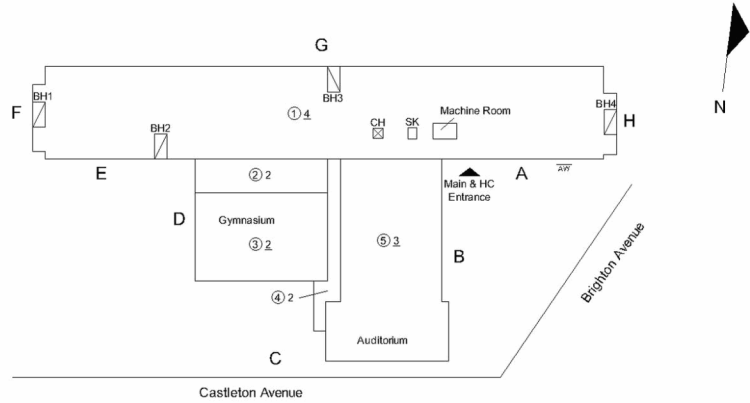 G
N
F
BH1
BH2
BH3
① 4
CH
SK
Machine Room
BH4
H
E
② 2
Main & HC
Entrance
A
AW
D
Gymnasium
③ 2
⑤ 3
B
Brighton Avenue
④ 2
Auditorium
C
Castleton Avenue